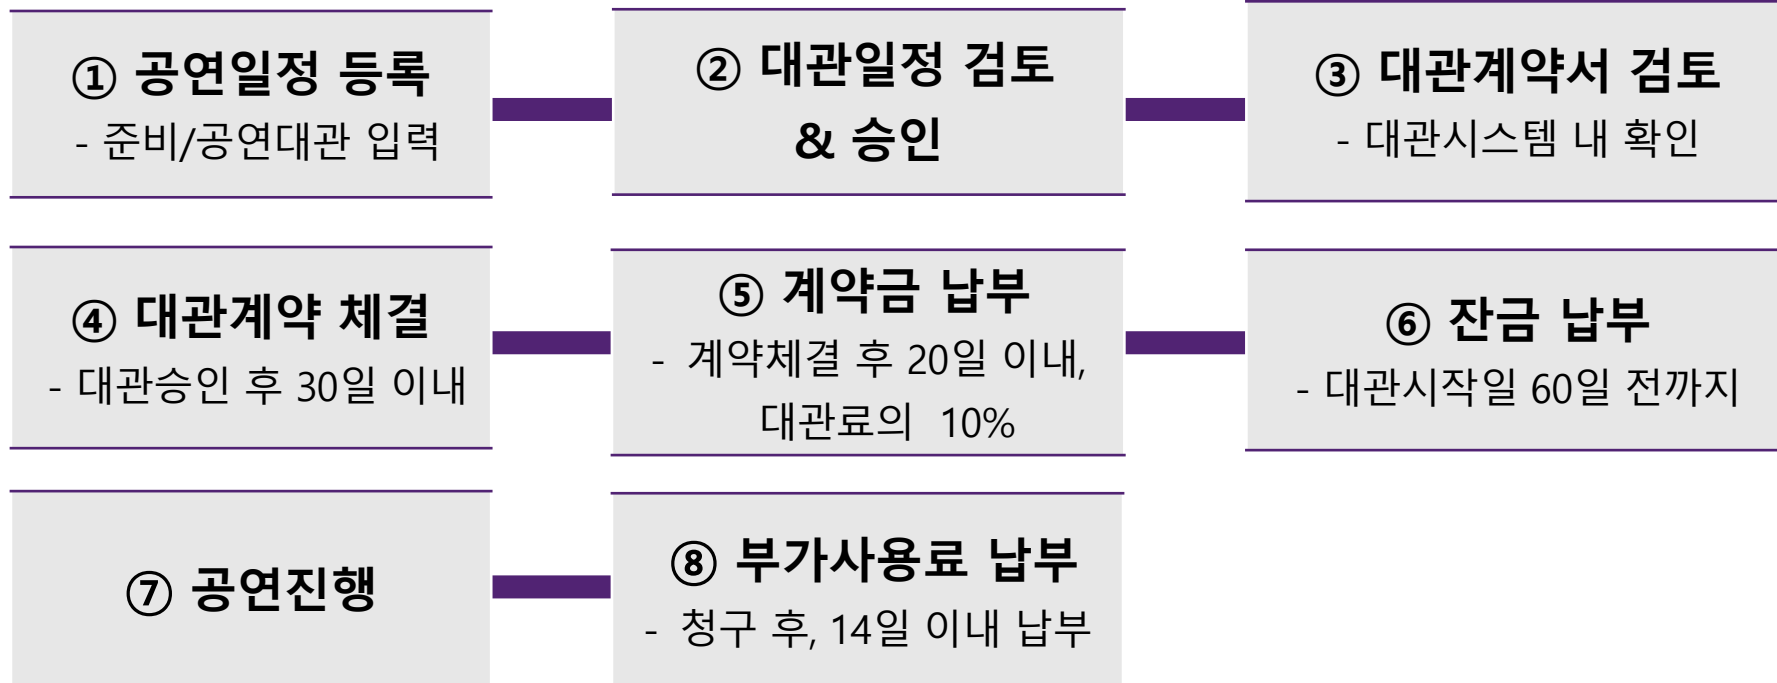 ① 공연일정 등록
- 준비/공연대관 입력
② 대관일정 검토
& 승인
③ 대관계약서 검토
- 대관시스템 내 확인
④ 대관계약 체결
- 대관승인 후 30일 이내
⑤ 계약금 납부
- 계약체결 후 20일 이내,
대관료의 10%
⑥ 잔금 납부
- 대관시작일 60일 전까지
⑦ 공연진행
⑧ 부가사용료 납부
- 청구 후, 14일 이내 납부